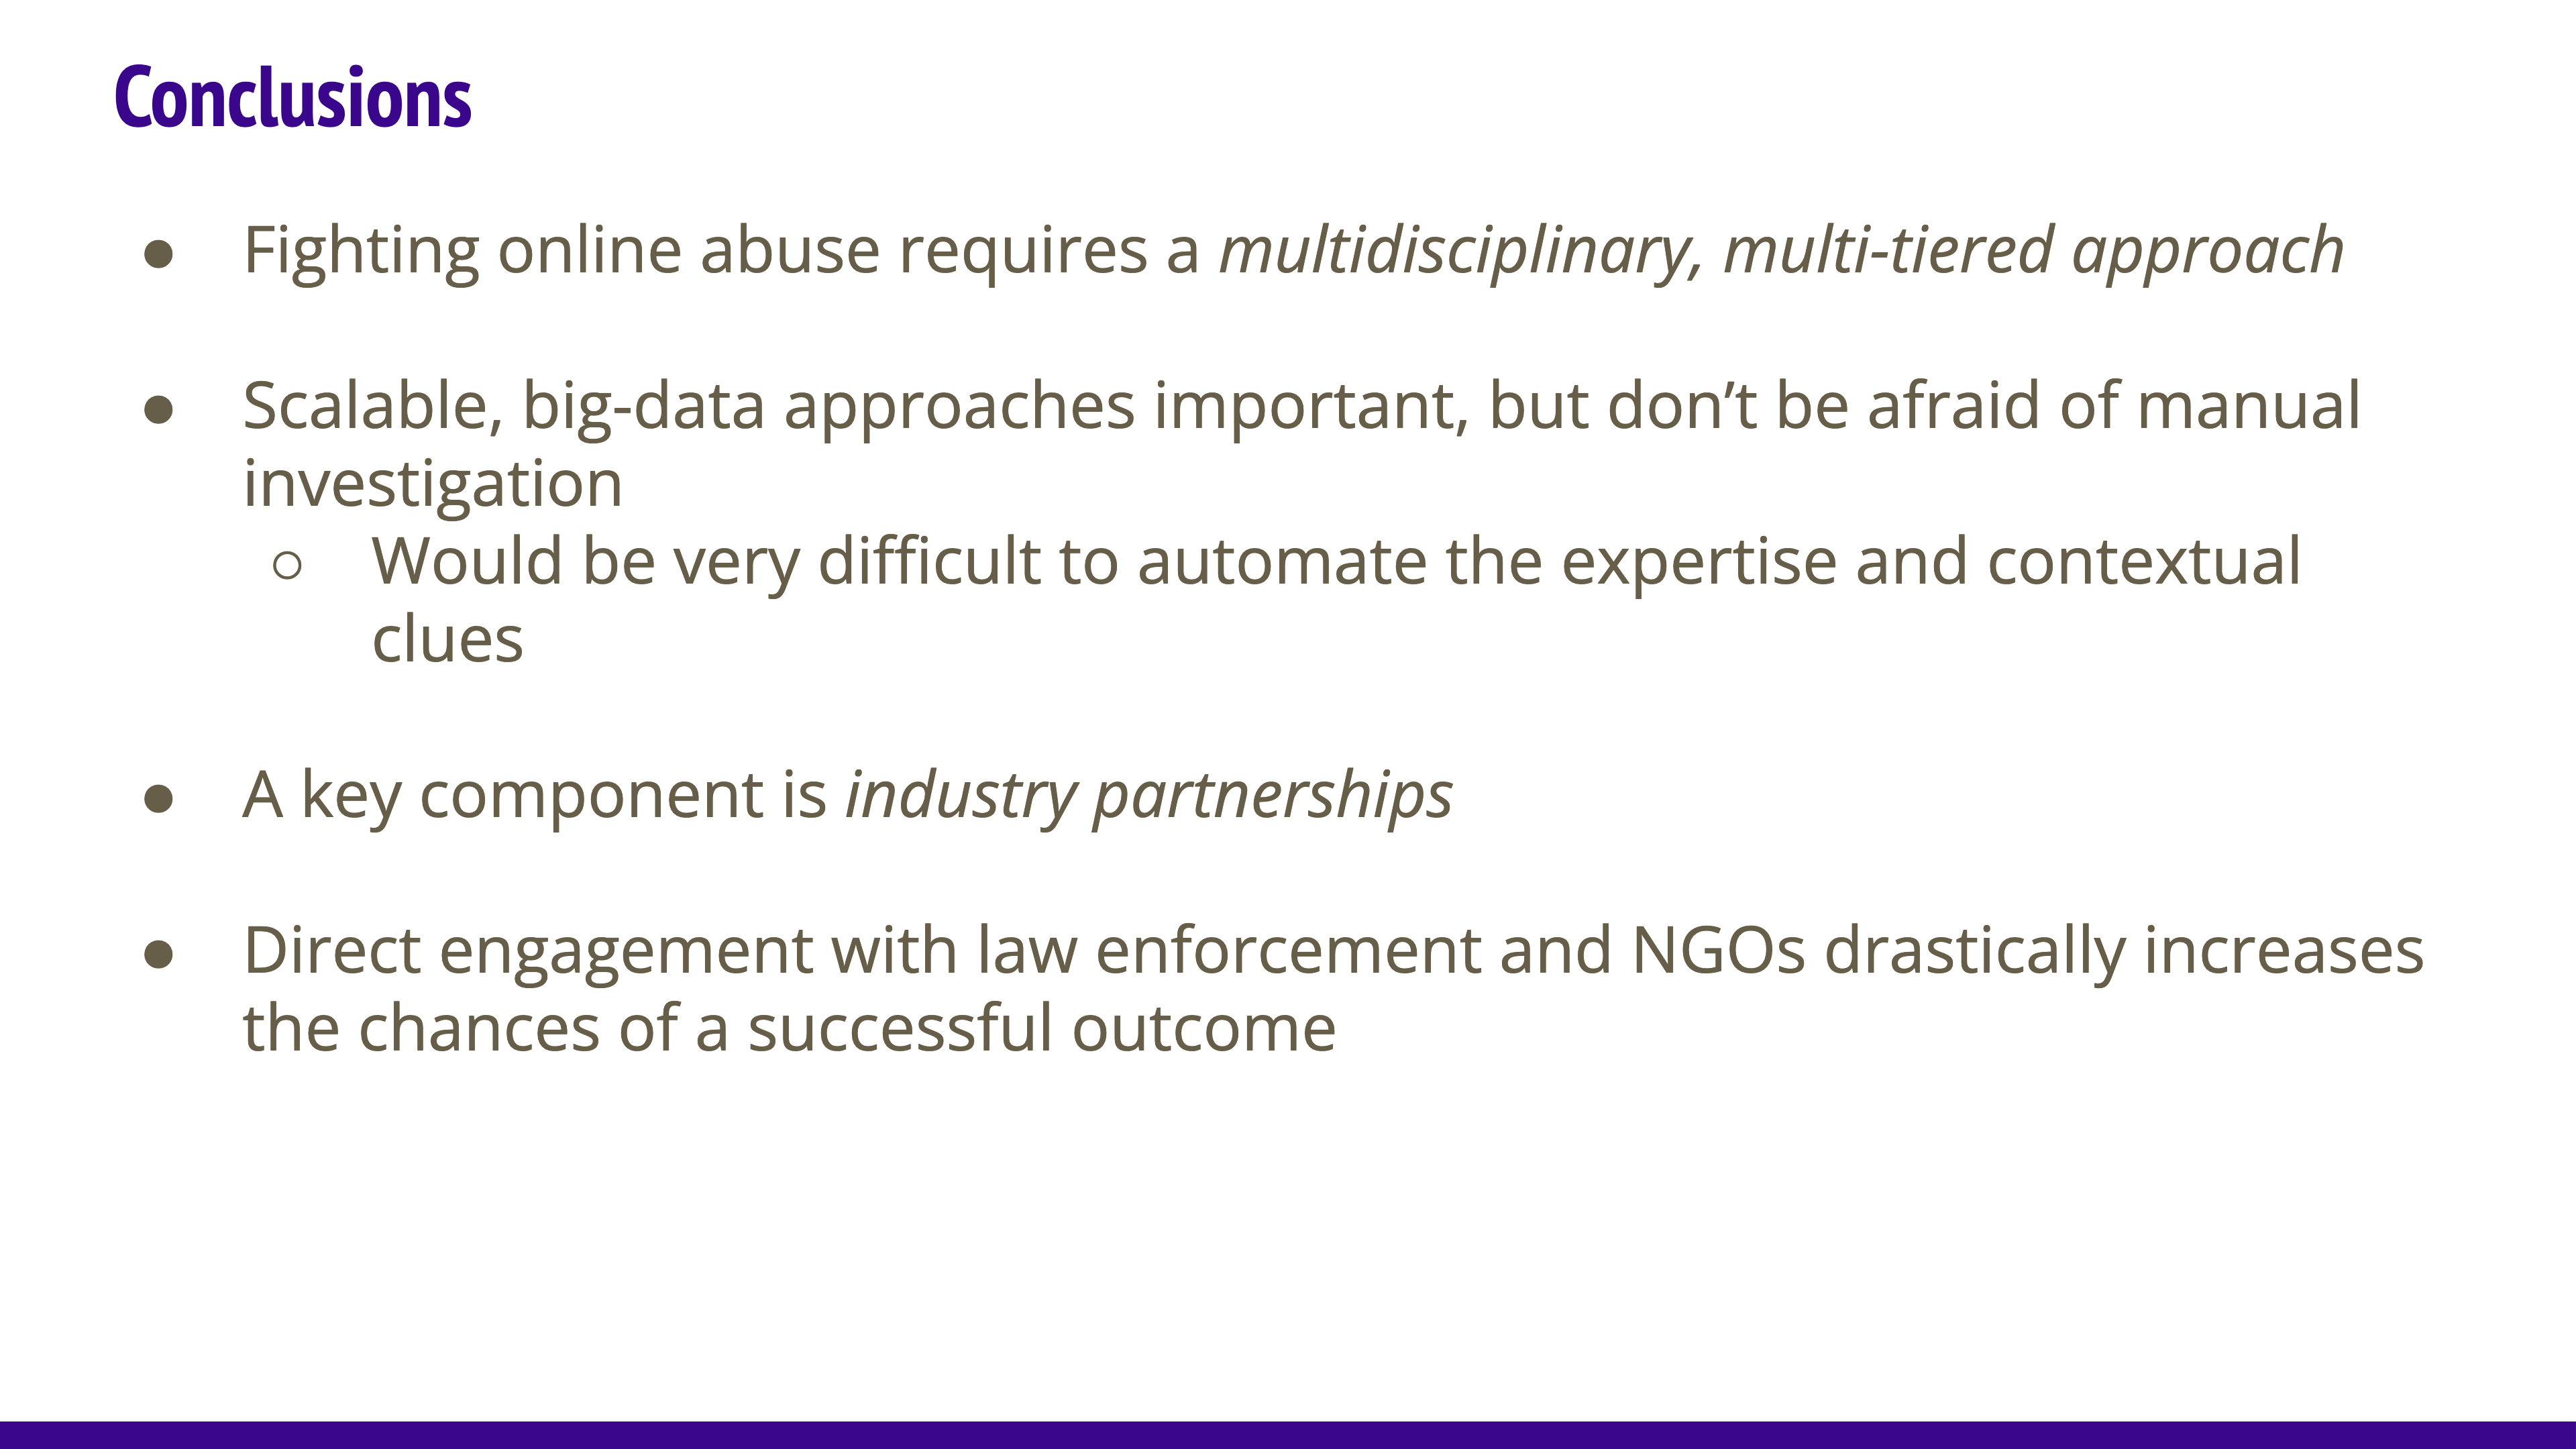 Conclusions
● Fighting online abuse requires a multidisciplinary, multi-tiered approach
● Scalable, big-data approaches important, but don’t be afraid of manual
investigation
○ Would be very difficult to automate the expertise and contextual
clues
● A key component is industry partnerships
● Direct engagement with law enforcement and NGOs drastically increases
the chances of a successful outcome